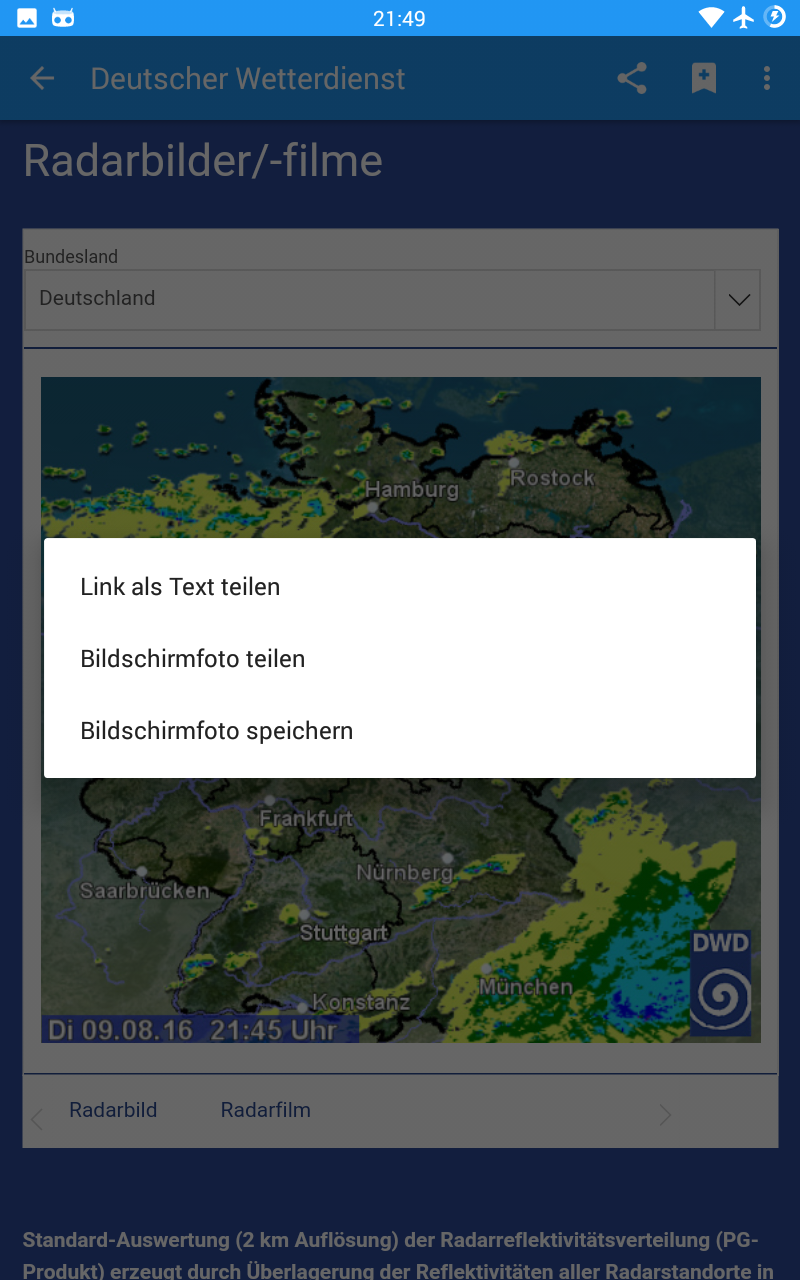 21:49
Deutscher Wetterdienst
Radarbilder/-filme
Bundesland
Deutschland
Hamburg
Rostock
Link als Text teilen
Bildschirmfoto teilen
Bildschirmfoto speichern
Frankfurt
Nürnberg
Saarbrücken
Stuttgart
DWD
München
Konstanz
Di 09.08.16 21:45 Uhr
Radarbild Radarfilm
Standard-Auswertung (2 km Auflösung) der Radarreflektivitätsverteilung (PG-
Produkt) erzeugt durch Überlagerung der Reflektivitäten aller Radarstandorte in